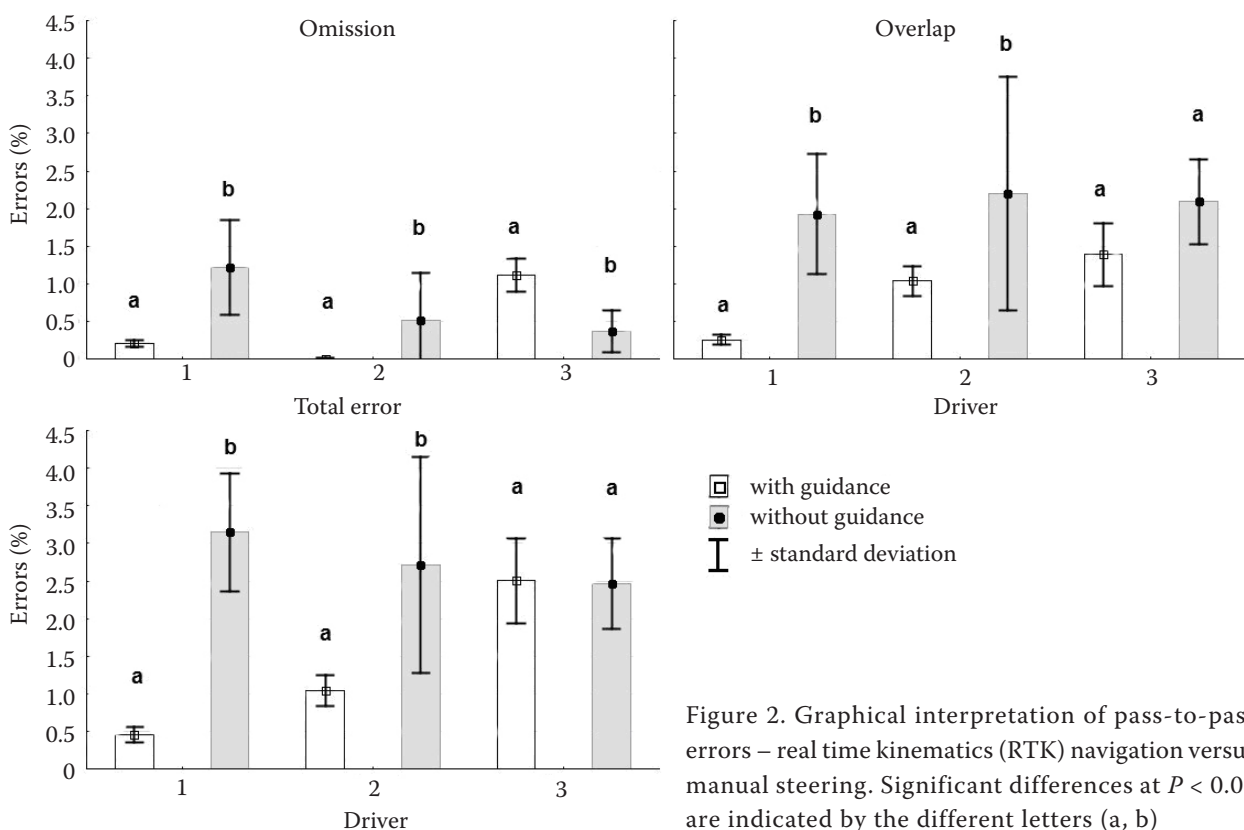 Omission
4.5
4.0
3.5
3.0
2.5
2.0
1.5
1.0
0.5
0
Errors (%)
a
b
a
b
a
b
1 2 3
Overlap
a
b
a
b
a
a
1 2 3
Driver
Total error
4.5
4.0
3.5
3.0
2.5
2.0
1.5
1.0
0.5
0
Errors (%)
a
b
a
b
a
a
1 2 3
Driver
with guidance
without guidance
± standard deviation
Figure 2. Graphical interpretation of pass-to-pas
errors – real time kinematics (RTK) navigation versu
manual steering. Significant differences at P < 0.0
are indicated by the different letters (a, b)